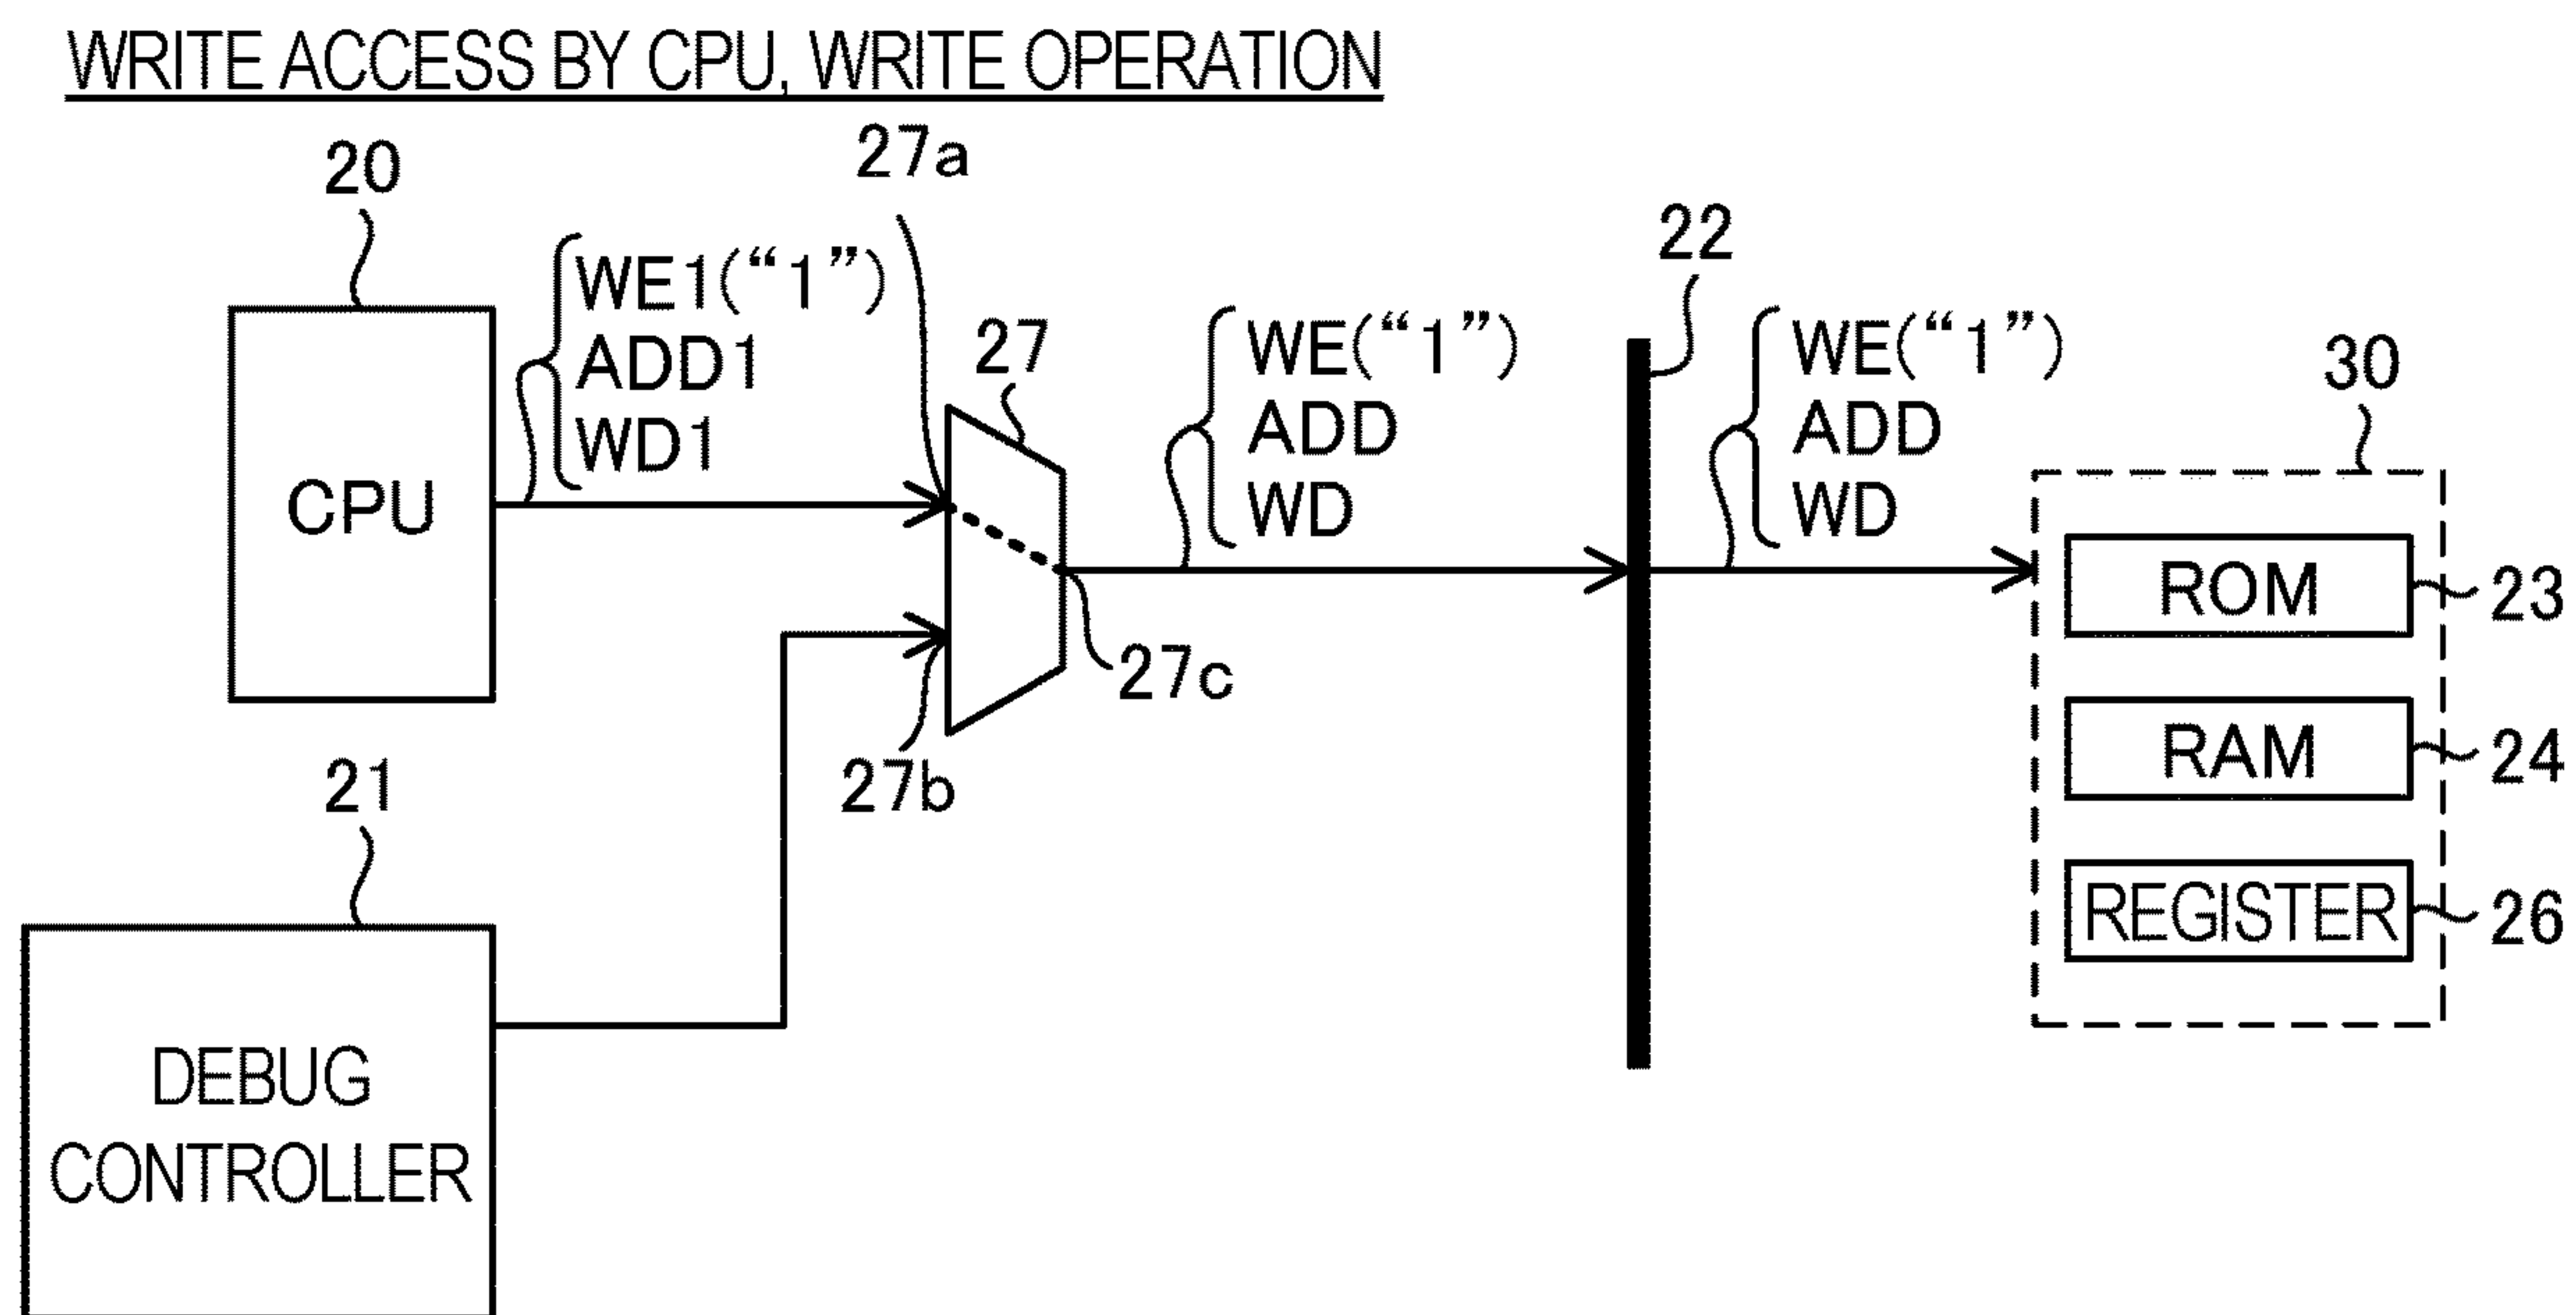 WRITE ACCESS BY CPU, WRITE OPERATION
20
27a
22
WE1(“1”)
ADD1
WD1
27
WE(“1”)
ADD
WD
WE(“1”)
ADD
WD
30
CPU
ROM
23
27c
RAM
24
27b
21
REGISTER
26
DEBUG
CONTROLLER